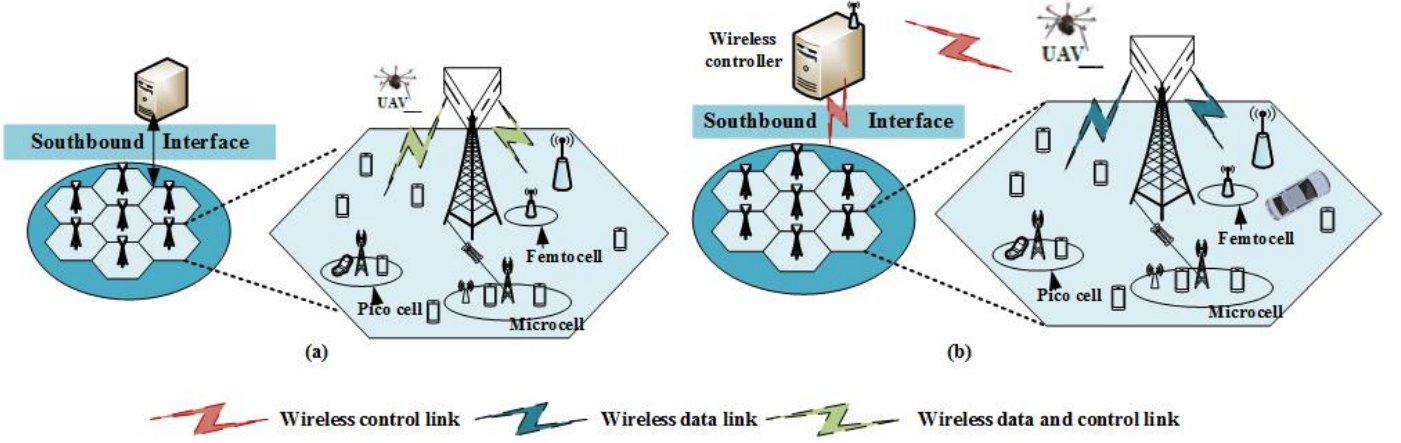 UAV
Southbound Interface
Femtocell
Pico cell
Microcell
(a)
Wireless
controller
UAV
Southbound Interface
Femtocell
Pico cell
Microcell
(b)
Wireless control link
Wireless data link
Wireless data and control link